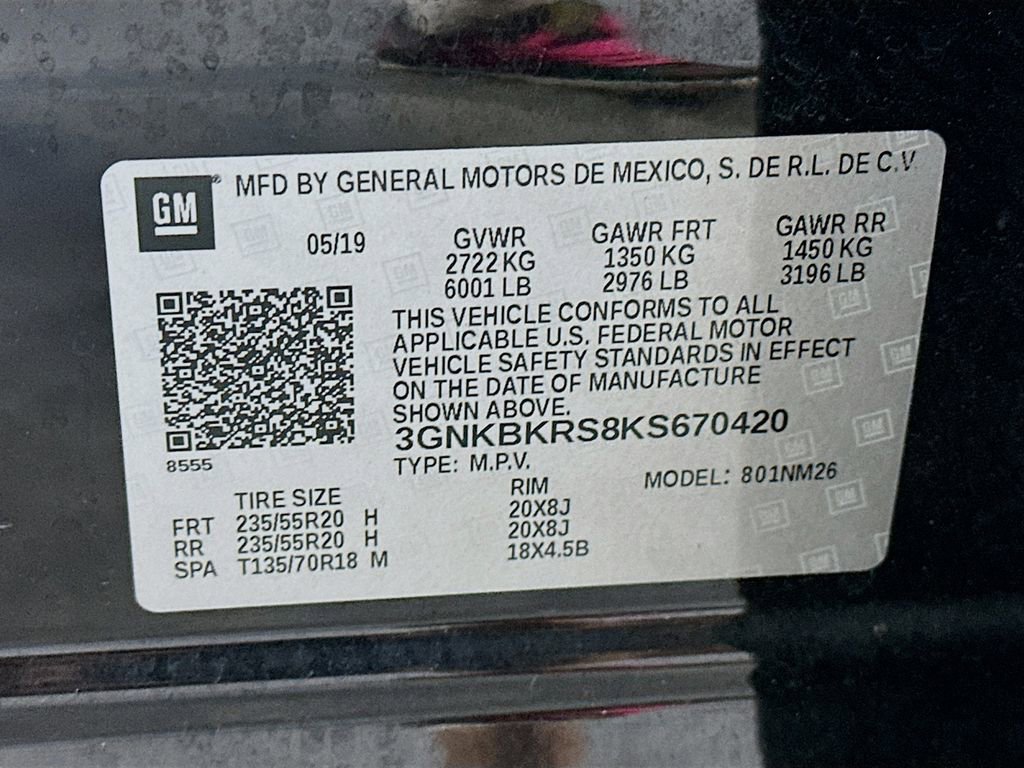 GM® MFD BY GENERAL MOTORS DE MEXICO, S. DE R.L. DE C.V.
05/19 GVWR GAWR FRT GAWR RR
2722 KG 1350 KG 1450 KG
6001 LB 2976 LB 3196 LB
THIS VEHICLE CONFORMS TO ALL
APPLICABLE U.S. FEDERAL MOTOR
VEHICLE SAFETY STANDARDS IN EFFECT
ON THE DATE OF MANUFACTURE
SHOWN ABOVE.
3GNKBKRS8KS670420
8555 TYPE: M.P.V. MODEL: 801NM26
TIRE SIZE RIM
FRT 235/55R20 H 20X8J
RR 235/55R20 H 20X8J
SPA T135/70R18 M 18X4.5B